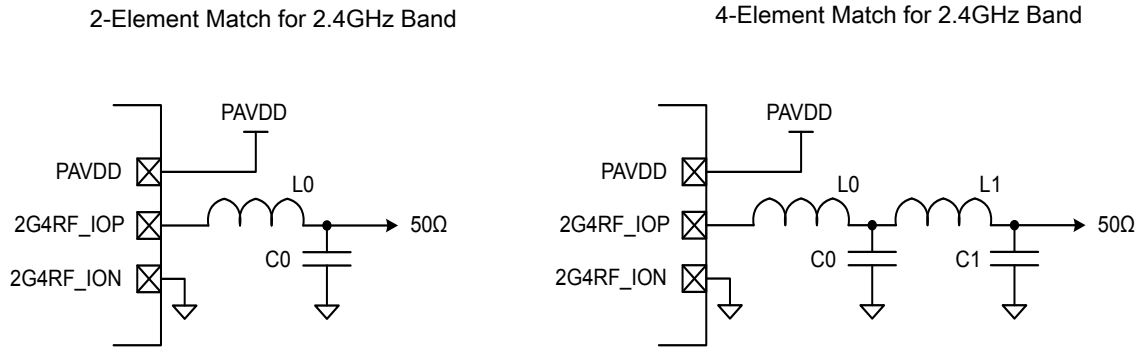 2-Element Match for 2.4GHz Band
4-Element Match for 2.4GHz Band
PAVDD
PAVDD
L0
2G4RF_IOP
50Ω
C0
2G4RF_ION
PAVDD
PAVDD
L0
L1
2G4RF_IOP
50Ω
C0
C1
2G4RF_ION